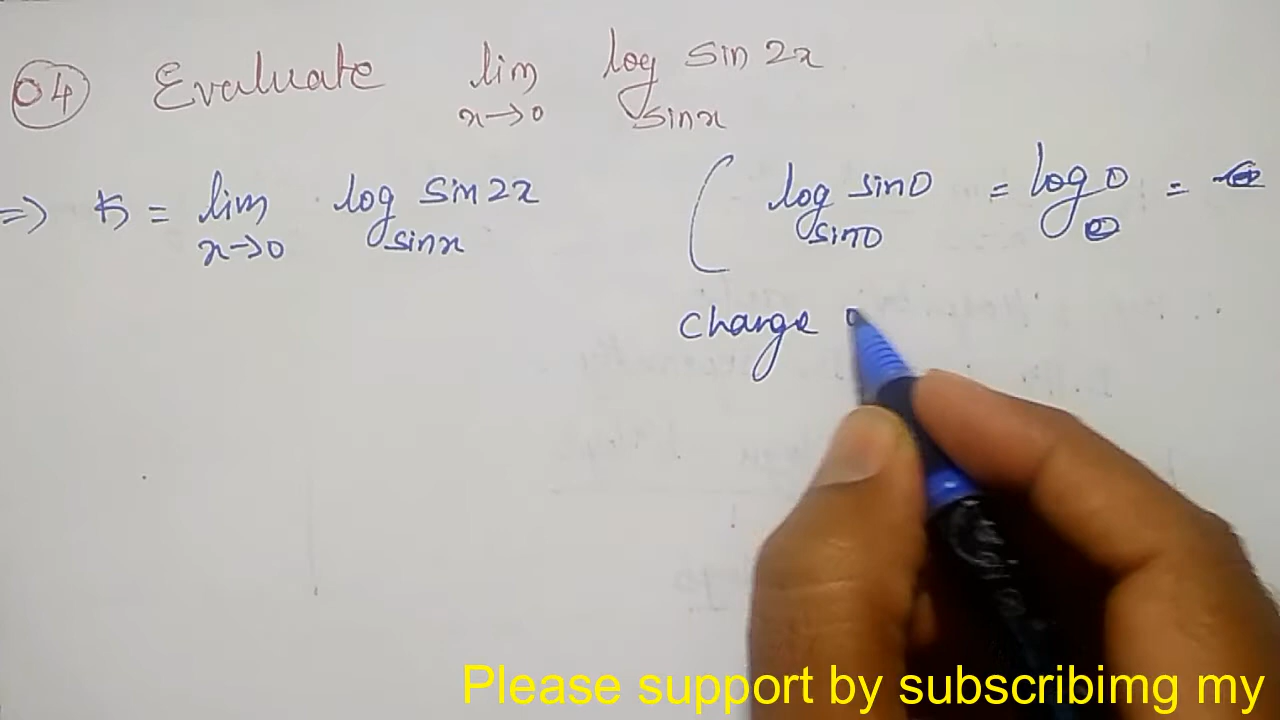 04 Evaluate lim x→0 log sinx sin 2x
⇒ k = lim x→0 log sinx sin 2x ( log sin0 sin0 = log 0 0 =
change
Please support by subscribimg my